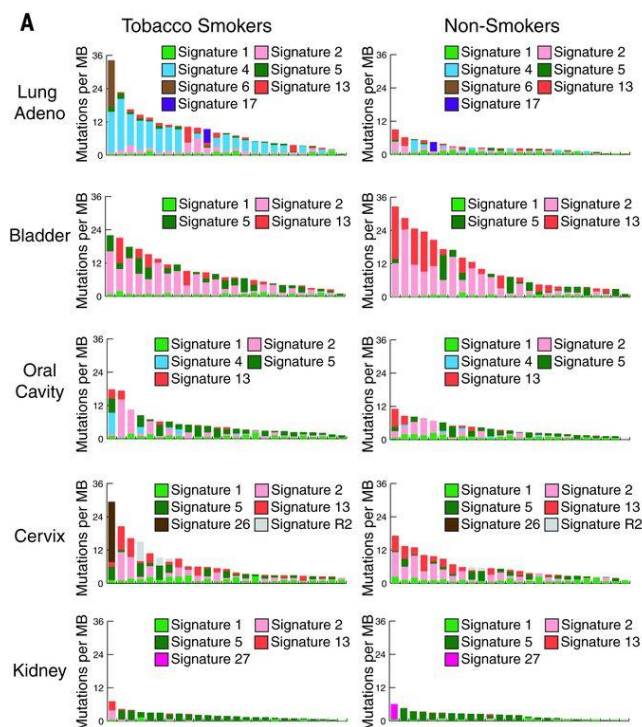 A
Tobacco Smokers
Non-Smokers
Lung
Adeno
Mutations per MB
36
24
12
0
Signature 1
Signature 2
Signature 4
Signature 5
Signature 6
Signature 13
Signature 17
Mutations per MB
36
24
12
0
Signature 1
Signature 2
Signature 4
Signature 5
Signature 6
Signature 13
Signature 17
Bladder
Mutations per MB
36
24
12
0
Signature 1
Signature 2
Signature 5
Signature 13
Mutations per MB
36
24
12
0
Signature 1
Signature 2
Signature 5
Signature 13
Oral
Cavity
Mutations per MB
36
24
12
0
Signature 1
Signature 2
Signature 4
Signature 5
Signature 13
Mutations per MB
36
24
12
0
Signature 1
Signature 2
Signature 4
Signature 5
Signature 13
Cervix
Mutations per MB
36
24
12
0
Signature 1
Signature 2
Signature 5
Signature 13
Signature 26
Signature R2
Mutations per MB
36
24
12
0
Signature 1
Signature 2
Signature 5
Signature 13
Signature 26
Signature R2
Kidney
Mutations per MB
36
24
12
0
Signature 1
Signature 2
Signature 5
Signature 13
Signature 27
Mutations per MB
36
24
12
0
Signature 1
Signature 2
Signature 5
Signature 13
Signature 27